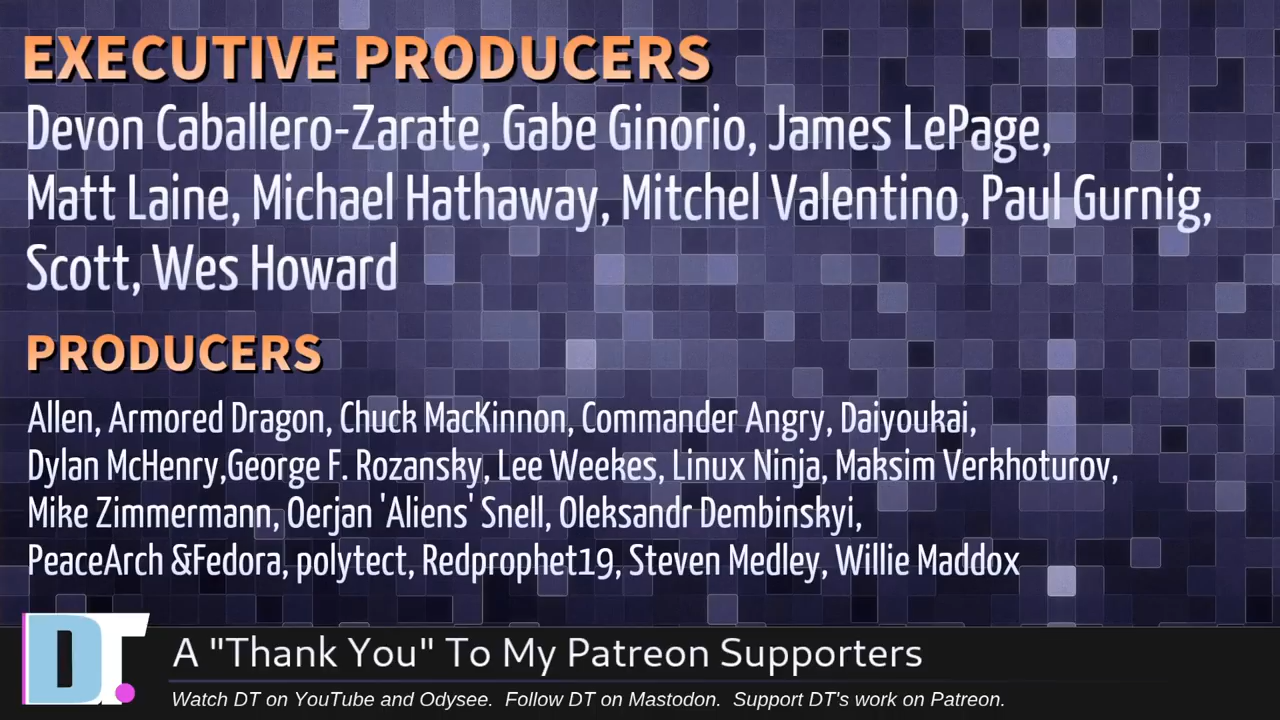 EXECUTIVE PRODUCERS
Devon Caballero-Zarate, Gabe Ginorio, James LePage,
Matt Laine, Michael Hathaway, Mitchel Valentino, Paul Gurnig,
Scott, Wes Howard
PRODUCERS
Allen, Armored Dragon, Chuck MacKinnon, Commander Angry, Daiyoukai,
Dylan McHenry,George F. Rozansky, Lee Weekes, Linux Ninja, Maksim Verkhoturov,
Mike Zimmermann, Oerjan 'Aliens' Snell, Oleksandr Dembinskyi,
PeaceArch &Fedora, polytect, Redprophet19, Steven Medley, Willie Maddox
DT.
A "Thank You" To My Patreon Supporters
Watch DT on YouTube and Odysee. Follow DT on Mastodon. Support DT's work on Patreon.